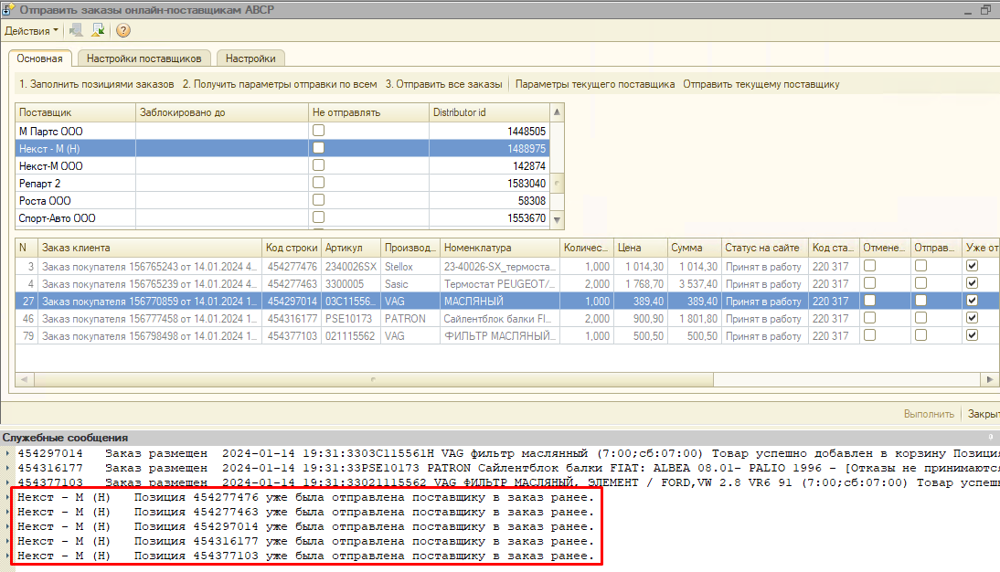 Отправить заказы онлайн-поставщикам ABCP
Действия
Основная Настройки поставщиков Настройки
1. Заполнить позициями заказов 2. Получить параметры отправки по всем 3. Отправить все заказы Параметры текущего поставщика Отправить текущему поставщику
Поставщик Заблокировано до Не отправлять Distributor id
М Партс ООО 1448505
Некст - М (Н) 1488975
Некст-М ООО 142874
Репарт 2 1583040
Роста ООО 58308
Спорт-Авто ООО 1553670
N Заказ клиента Код строки Артикул Производ... Номенклатура Количес... Цена Сумма Статус на сайте Код ста... Отмене... Отправ... Уже от
3 Заказ покупателя 156765243 от 14.01.2024 4... 454277476 2340026SX Stellox 23-40026-SX_термоста... 1,000 1 014,30 1 014,30 Принят в работу 220 317
4 Заказ покупателя 156765239 от 14.01.2024 4... 454277463 3300005 Sasic Термостат PEUGEOT/... 2,000 1 768,70 3 537,40 Принят в работу 220 317
27 Заказ покупателя 156770859 от 14.01.2024 1... 454297014 03C11556... VAG МАСЛЯНЫЙ 1,000 389,40 389,40 Принят в работу 220 317
46 Заказ покупателя 156777458 от 14.01.2024 1... 454316177 PSE10173 PATRON Сайлентблок балки FI... 2,000 900,90 1 801,80 Принят в работу 220 317
79 Заказ покупателя 156798498 от 14.01.2024 1... 454377103 021115562 VAG ФИЛЬТР МАСЛЯНЫЙ... 1,000 500,50 500,50 Принят в работу 220 317
Выполнить Закрыт
Служебные сообщения
454297014 Заказ размещен 2024-01-14 19:31:3303C115561H VAG фильтр маслянный (7:00;сб:07:00) Товар успешно добавлен в корзину Позиция
454316177 Заказ размещен 2024-01-14 19:31:33PSE10173 PATRON Сайлентблок балки FIAT: ALBEA 08.01- PALIO 1996 - [Отказы не принимаются
454377103 Заказ размещен 2024-01-14 19:31:33021115562 VAG ФИЛЬТР МАСЛЯНЫЙ, ЭЛЕМЕНТ / FORD,VW 2.8 VR6 91 (7:00;сб:07:00) Товар успеш
Некст - М (Н) Позиция 454277476 уже была отправлена поставщику в заказ ранее.
Некст - М (Н) Позиция 454277463 уже была отправлена поставщику в заказ ранее.
Некст - М (Н) Позиция 454297014 уже была отправлена поставщику в заказ ранее.
Некст - М (Н) Позиция 454316177 уже была отправлена поставщику в заказ ранее.
Некст - М (Н) Позиция 454377103 уже была отправлена поставщику в заказ ранее.